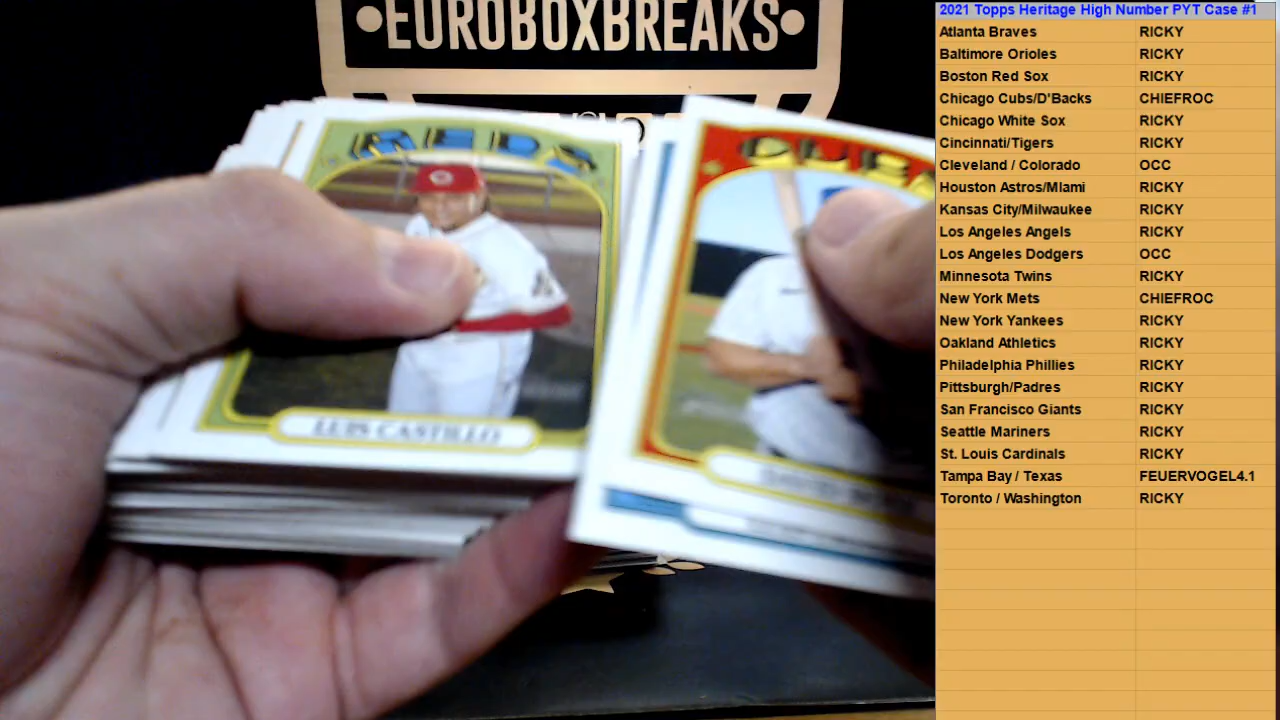 •EUROBOXBREAKS•
REDS
LUIS CASTILLO
CUBS
DAVID
2021 Topps Heritage High Number PYT Case #1
Atlanta Braves RICKY
Baltimore Orioles RICKY
Boston Red Sox RICKY
Chicago Cubs/D'Backs CHIEFROC
Chicago White Sox RICKY
Cincinnati/Tigers RICKY
Cleveland / Colorado OCC
Houston Astros/MIami RICKY
Kansas City/Milwaukee RICKY
Los Angeles Angels RICKY
Los Angeles Dodgers OCC
Minnesota Twins RICKY
New York Mets CHIEFROC
New York Yankees RICKY
Oakland Athletics RICKY
Philadelphia Phillies RICKY
Pittsburgh/Padres RICKY
San Francisco Giants RICKY
Seattle Mariners RICKY
St. Louis Cardinals RICKY
Tampa Bay / Texas FEUERVOGEL4.1
Toronto / Washington RICKY